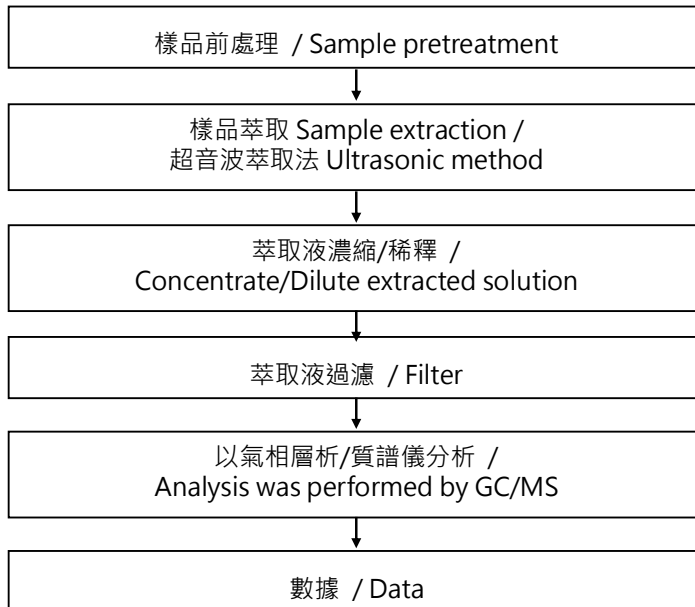 樣品前處理 / Sample pretreatment
樣品萃取 Sample extraction /
超音波萃取法 Ultrasonic method
萃取液濃縮/稀釋 /
Concentrate/Dilute extracted solution
萃取液過濾 / Filter
以氣相層析/質譜儀分析 /
Analysis was performed by GC/MS
數據 / Data